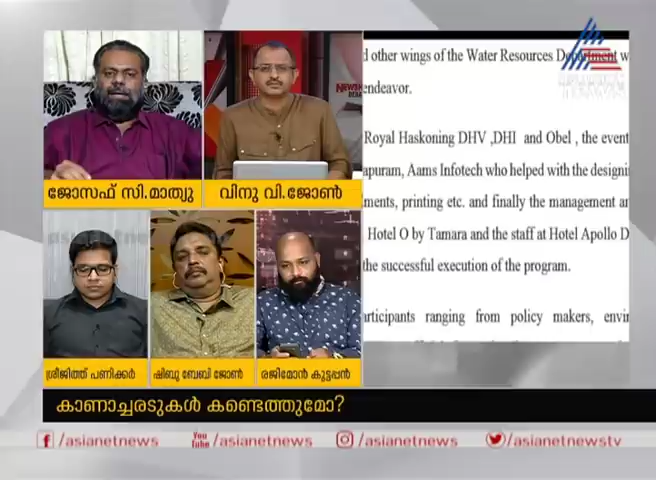 d other wings of the Water Resources Department w
endeavor.
Royal Haskoning DHV ,DHI and Obel , the event
apuram, Aams Infotech who helped with the designi
ments, printing etc. and finally the management an
Hotel O by Tamara and the staff at Hotel Apollo D
the successful execution of the program.
articipants ranging from policy makers, envir
ജോസഫ് സി.മാത്യു
വിനു വി.ജോൺ
ശ്രീജിത്ത് പണിക്കർ
ഷിബു ബേബി ജോൺ
രജിമോൻ കുട്ടപ്പൻ
കാണാച്ചരടുകൾ കണ്ടെത്തുമോ?
/asianetnews
You Tube /asianetnews
/asianetnews
/asianetnewstv